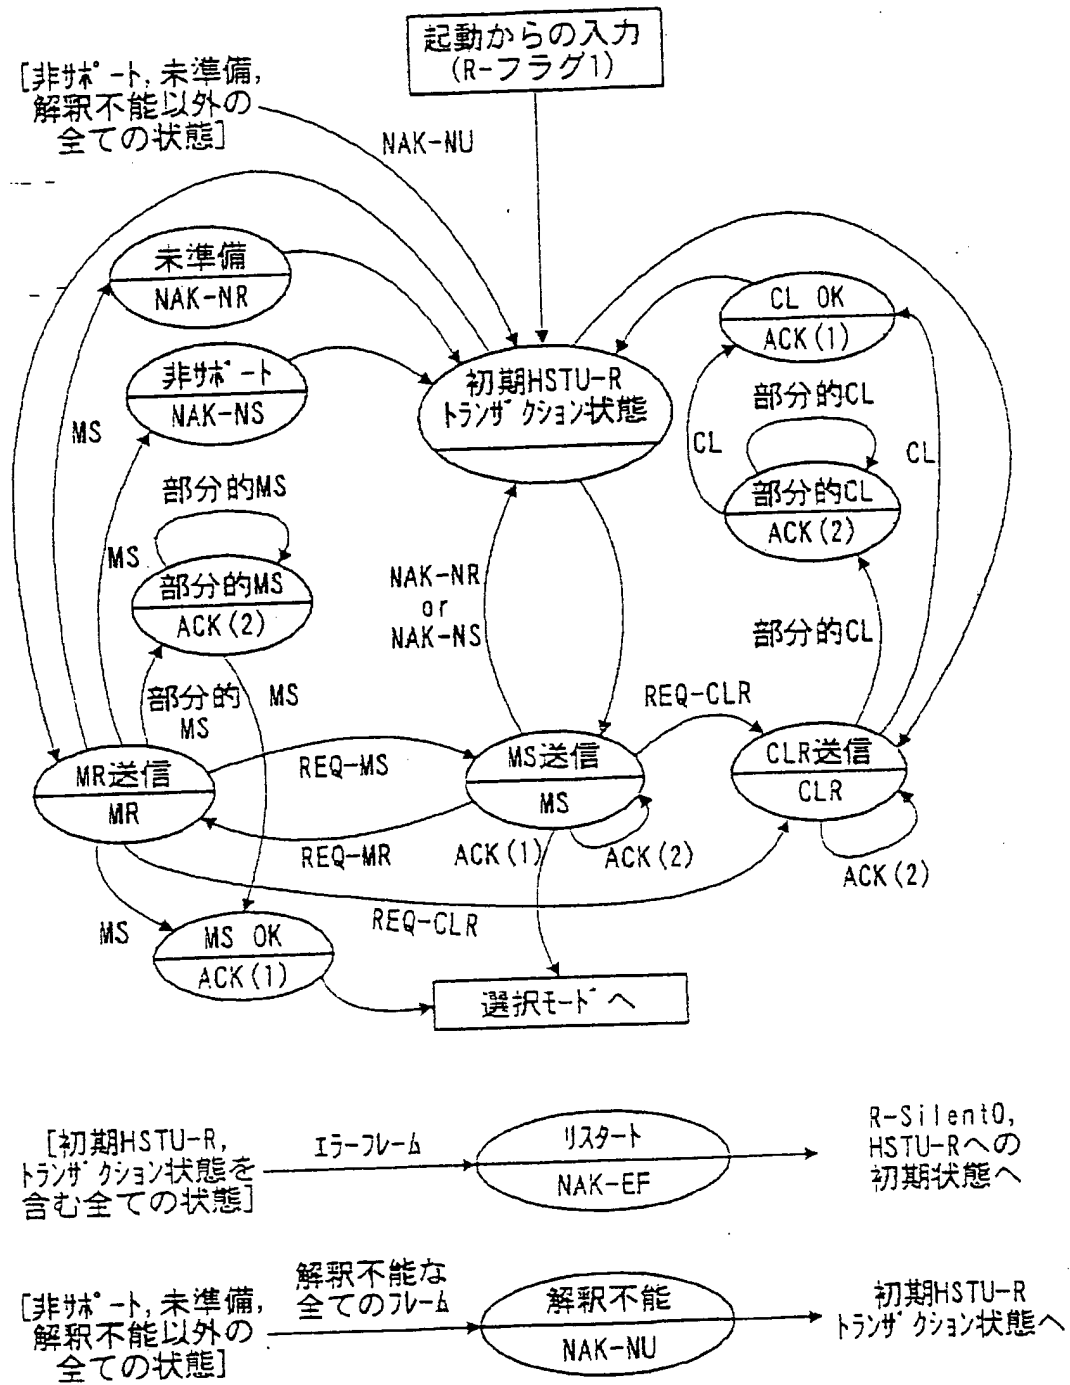 起動からの入力
(R-フラグ1)
[非サポート, 未準備,
解釈不能以外の
全ての状態]
NAK-NU
未準備
NAK-NR
CL OK
ACK(1)
非サポート
NAK-NS
初期HSTU-R
トランザクション状態
部分的CL
MS
CL
CL
部分的CL
ACK(2)
部分的MS
MS
部分的MS
ACK(2)
NAK-NR
or
NAK-NS
部分的CL
部分的
MS
MS
REQ-CLR
MR送信
MR
REQ-MS
MS送信
MS
CLR送信
CLR
REQ-MR
ACK(1)
ACK(2)
ACK(2)
MS
REQ-CLR
MS OK
ACK(1)
選択モードへ
[初期HSTU-R,
トランザクション状態を
含む全ての状態]
エラーフレーム
リスタート
NAK-EF
R-Silent0,
HSTU-Rへの
初期状態へ
[非サポート, 未準備,
解釈不能以外の
全ての状態]
解釈不能な
全てのフレーム
解釈不能
NAK-NU
初期HSTU-R
トランザクション状態へ